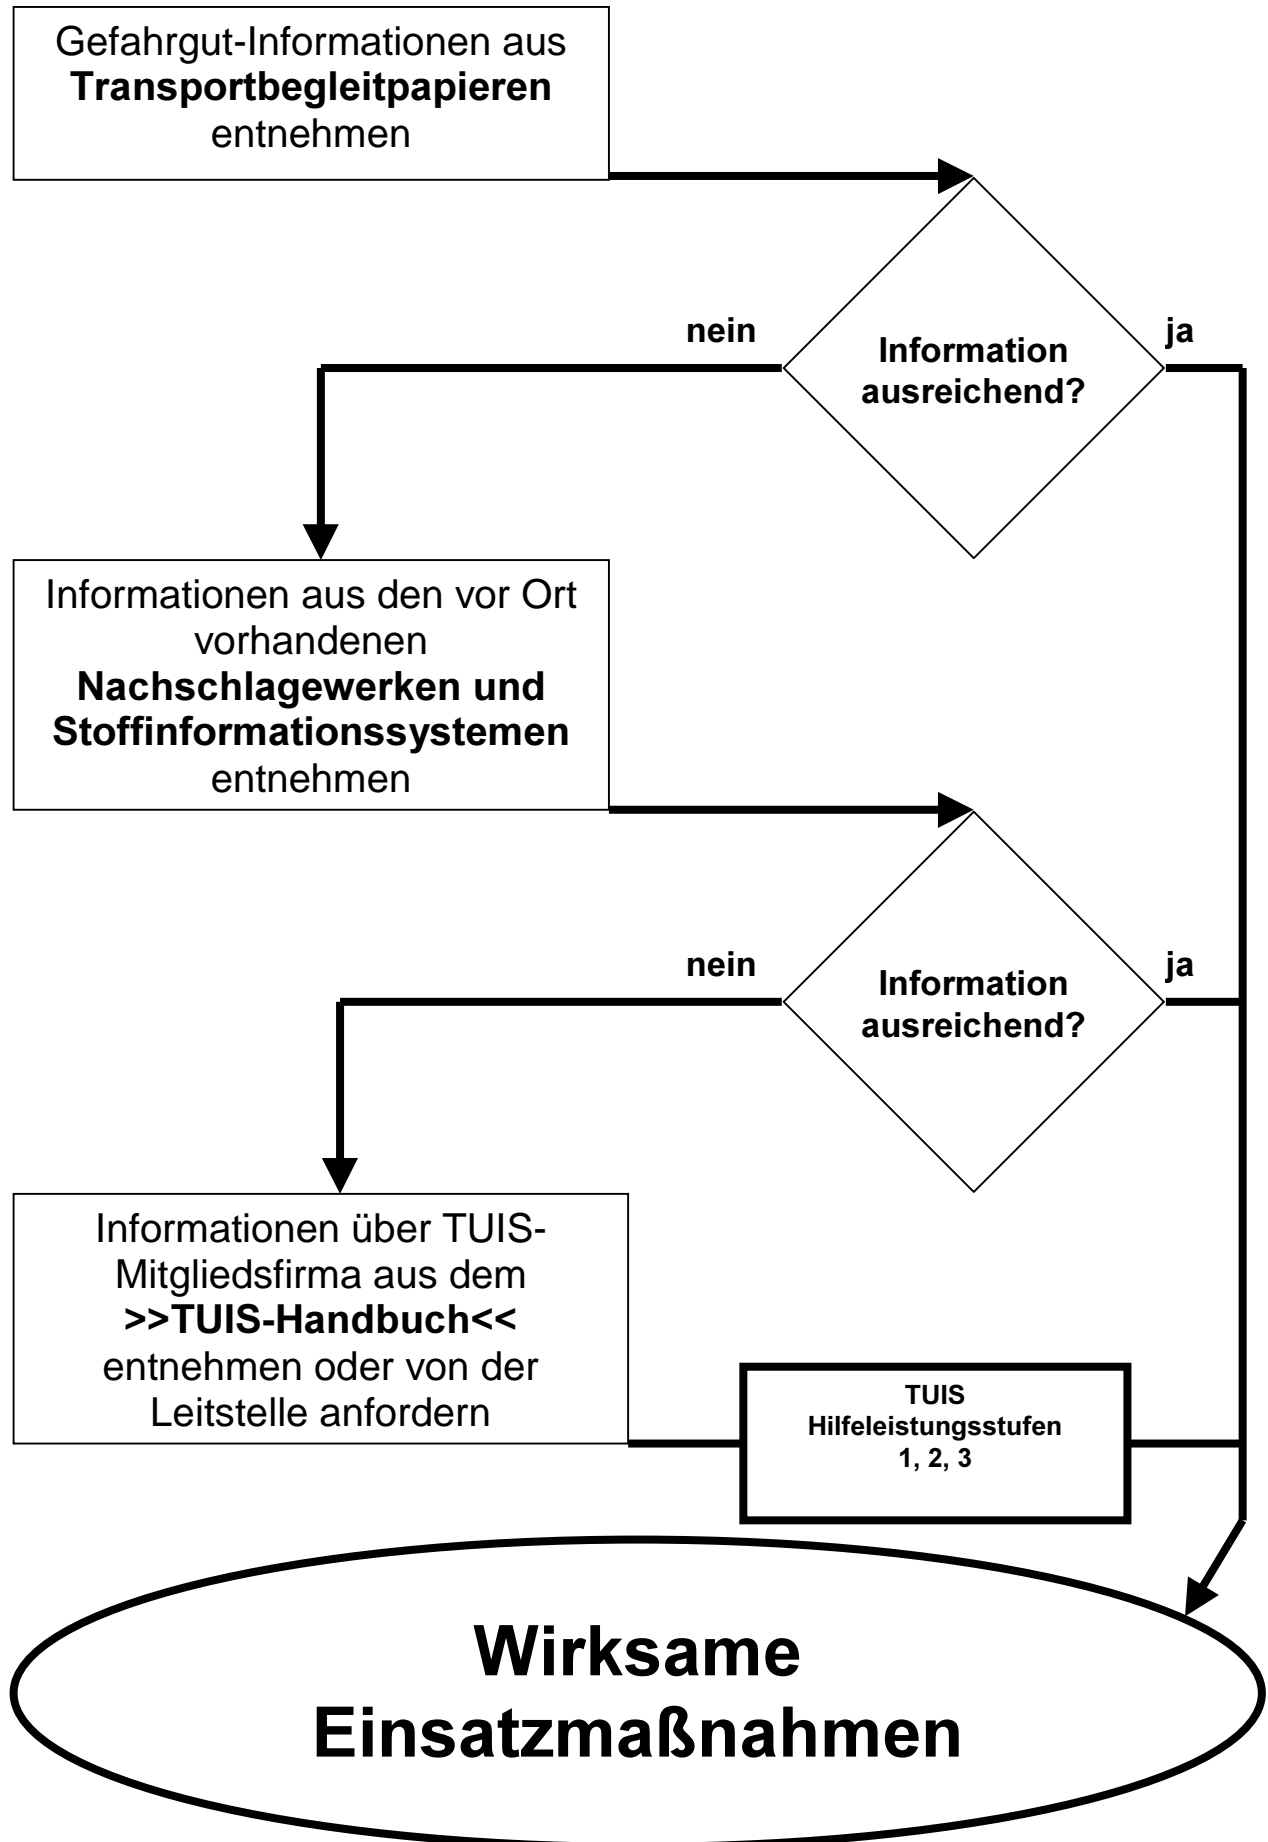 Gefahrgut-Informationen aus
Transportbegleitpapieren
entnehmen
nein
ja
Information
ausreichend?
Informationen aus den vor Ort
vorhandenen
Nachschlagewerken und
Stoffinformationssystemen
entnehmen
nein
ja
Information
ausreichend?
Informationen über TUIS-
Mitgliedsfirma aus dem
>>TUIS-Handbuch<<
entnehmen oder von der
Leitstelle anfordern
TUIS
Hilfeleistungsstufen
1, 2, 3
Wirksame
Einsatzmaßnahmen